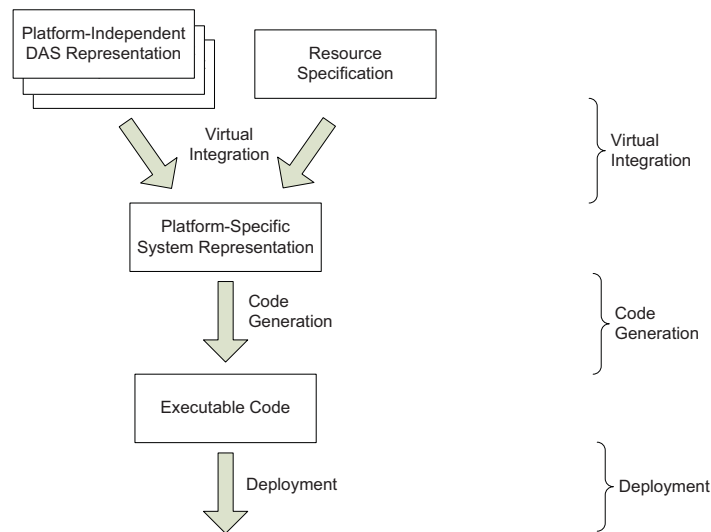 Platform-Independent
DAS Representation
Resource
Specification
Virtual
Integration
Virtual
Integration
Platform-Specific
System Representation
Code
Generation
Code
Generation
Executable Code
Deployment
Deployment